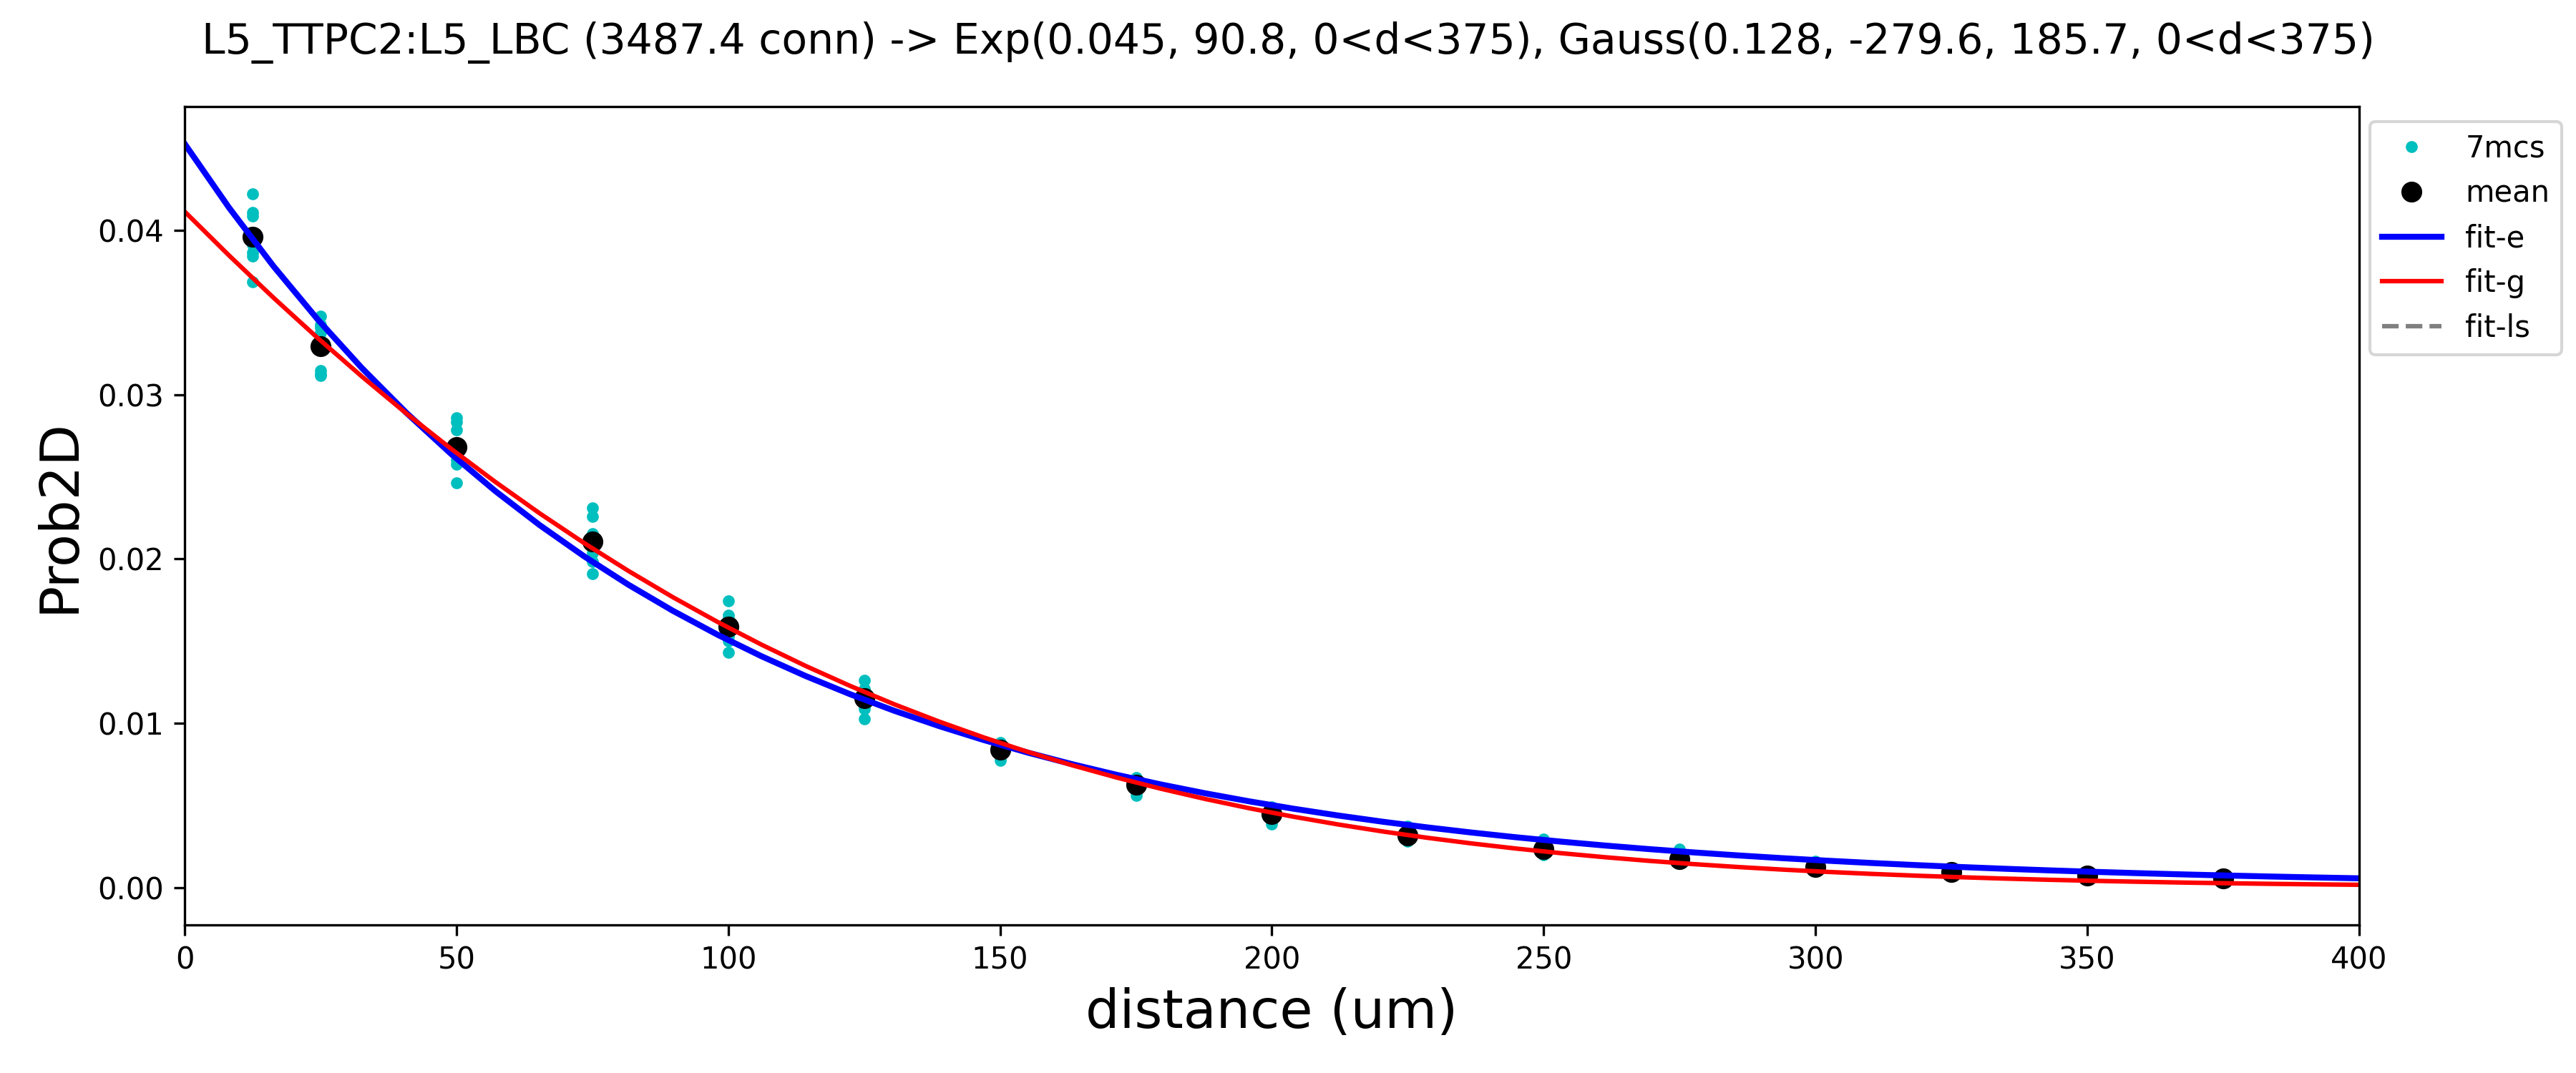 L5_TTPC2:L5_LBC (3487.4 conn) -> Exp(0.045, 90.8, 0<d<375), Gauss(0.128, -279.6, 185.7, 0<d<375)
7mcs
mean
fit-e
fit-g
fit-ls
Prob2D
0.04
0.03
0.02
0.01
0.00
0 50 100 150 200 250 300 350 400
distance (um)